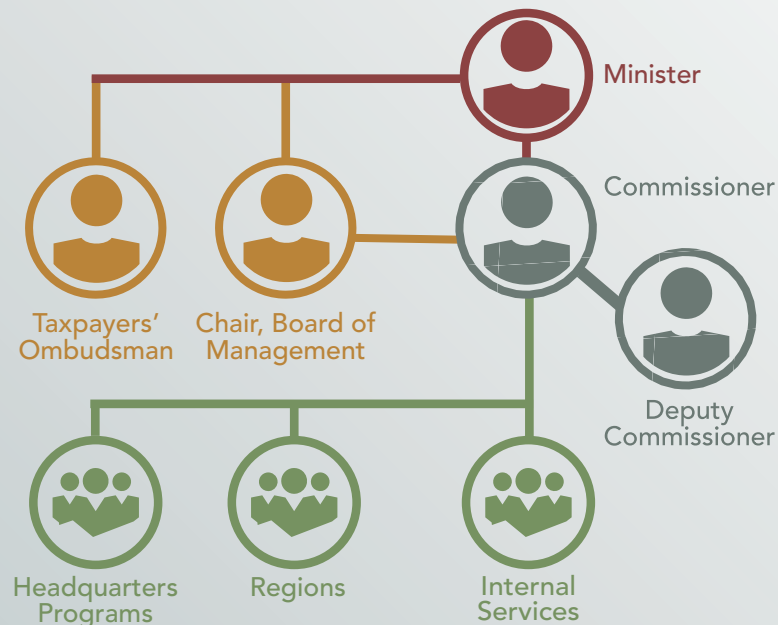 Minister
Commissioner
Taxpayers'
Ombudsman
Chair, Board of
Management
Deputy
Commissioner
Headquarters
Programs
Regions
Internal
Services